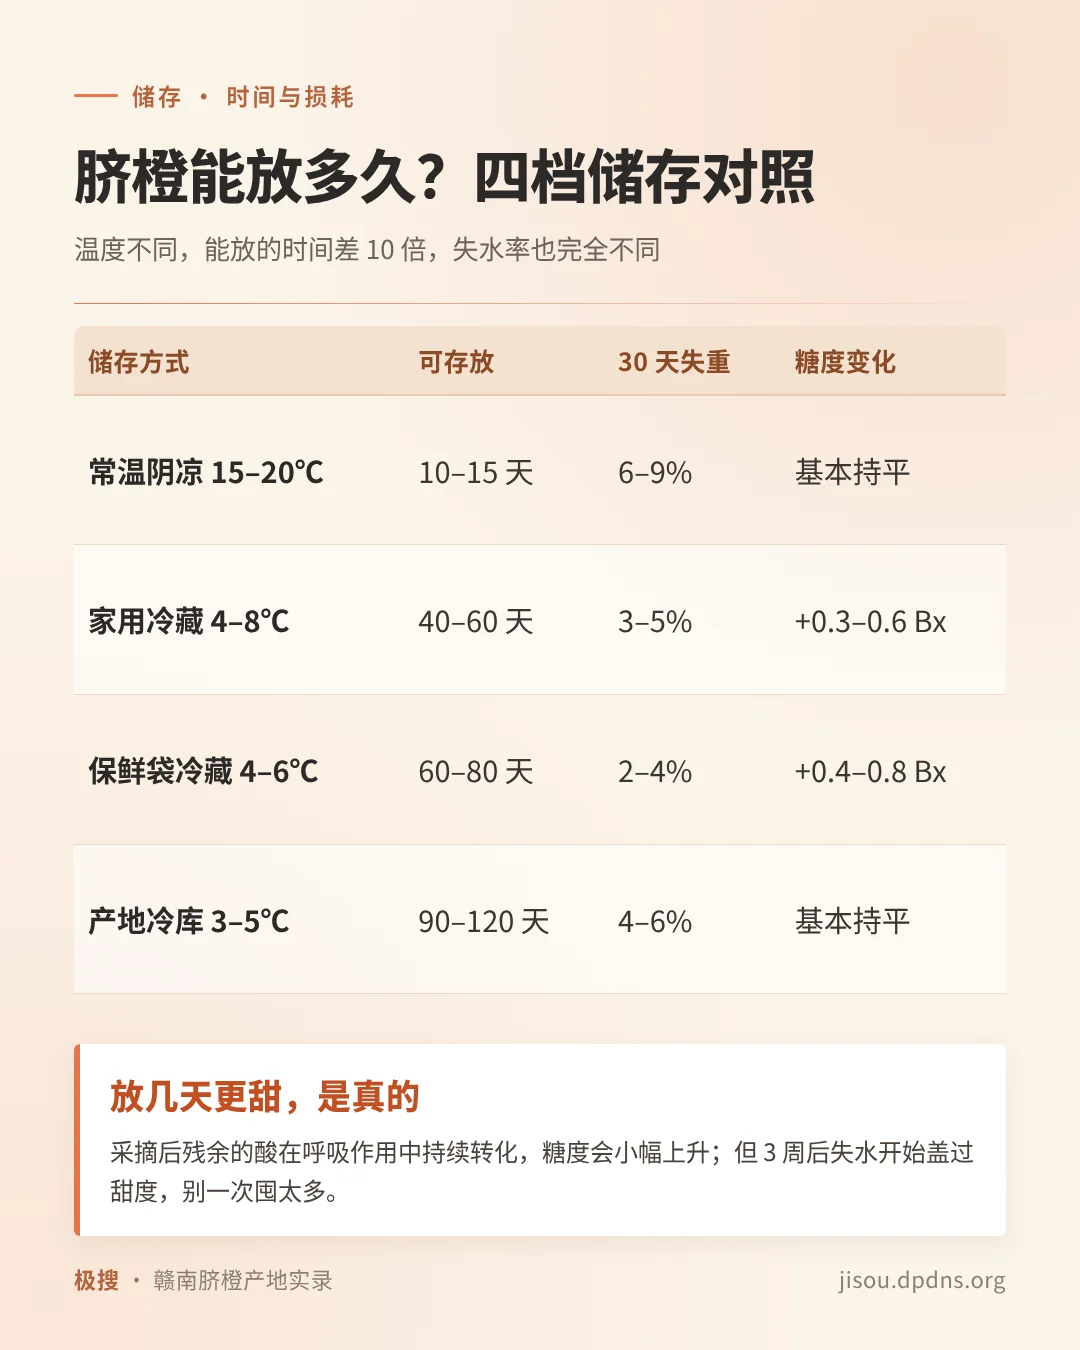 储存 · 时间与损耗
脐橙能放多久？四档储存对照
温度不同，能放的时间差 10 倍，失水率也完全不同
储存方式 可存放 30 天失重 糖度变化
常温阴凉 15–20℃ 10–15 天 6–9% 基本持平
家用冷藏 4–8℃ 40–60 天 3–5% +0.3–0.6 Bx
保鲜袋冷藏 4–6℃ 60–80 天 2–4% +0.4–0.8 Bx
产地冷库 3–5℃ 90–120 天 4–6% 基本持平
放几天更甜，是真的
采摘后残余的酸在呼吸作用中持续转化，糖度会小幅上升；但 3 周后失水开始盖过
甜度，别一次囤太多。
极搜 · 赣南脐橙产地实录 jisou.dpdns.org